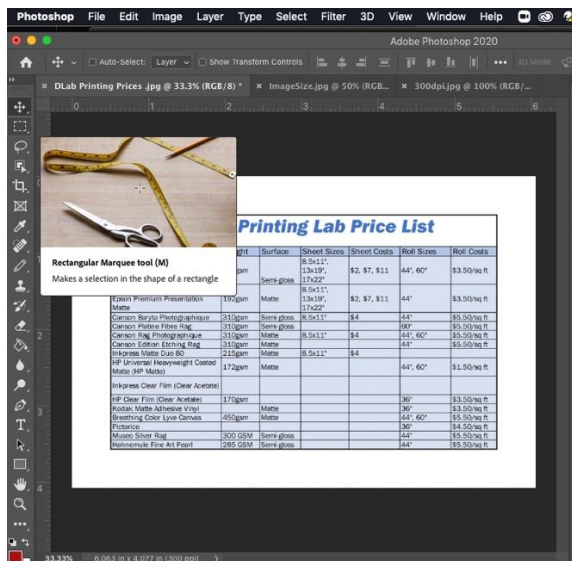 Photoshop File Edit Image Layer Type Select Filter 3D View Window Help
Adobe Photoshop 2020
Auto-Select: Layer Show Transform Controls 3D Mode:
DLab Printing Prices .jpg @ 33.3% (RGB/8) * ImageSize.jpg @ 50% (RGB... 300dpi.jpg @ 100% (RGB/...
0 1 2 3 4 5 6
Rectangular Marquee tool (M)
Makes a selection in the shape of a rectangle
Printing Lab Price List
ght Surface Sheet Sizes Sheet Costs Roll Sizes Roll Costs
gsm Semi-gloss 8.5x11", 13x19", 17x22" $2, $7, $11 44", 60" $3.50/sq ft
Epson Premium Presentation Matte 192gsm Matte 8.5x11", 13x19", 17x22" $2, $7, $11 44" $3.50/sq ft
Canson Baryta Photographique 310gsm Semi-gloss 8.5x11" $4 44" $5.50/sq ft
Canson Platine Fibre Rag 310gsm Semi-gloss 60" $5.50/sq ft
Canson Rag Photographique 310gsm Matte 8.5x11" $4 44", 60" $5.50/sq ft
Canson Edition Etching Rag 310gsm Matte 44" $5.50/sq ft
Inkpress Matte Duo 80 215gsm Matte 8.5x11" $4
HP Universal Heavyweight Coated Matte (HP Matte) 172gsm Matte 44", 60" $1.50/sq ft
Inkpress Clear Film (Clear Acetate)
HP Clear Film (Clear Acetate) 170gsm 36" $3.50/sq ft
Kodak Matte Adhesive Vinyl Matte 36" $3.50/sq ft
Breathing Color Lyve Canvas 450gsm Matte 44", 60" $5.50/sq ft
Pictorico 36" $4.50/sq ft
Museo Silver Rag 300 GSM Semi-gloss 44" $5.50/sq ft
Hahnemule Fine Art Pearl 285 GSM Semi-gloss 44" $5.50/sq ft
2
3
4
33.33% 6.063 in x 4.077 in (300 ppi)